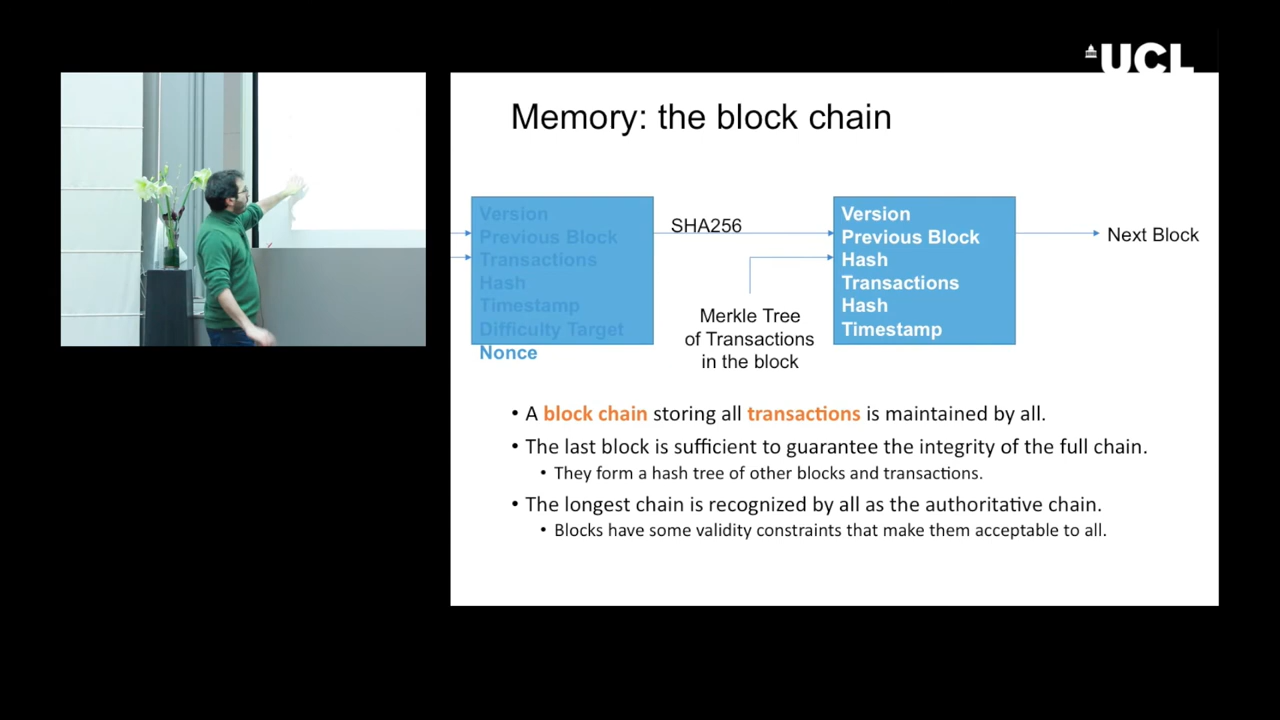 UCL
Memory: the block chain
Version
Previous Block
Transactions
Hash
Timestamp
Difficulty Target
Nonce
SHA256
Merkle Tree
of Transactions
in the block
Version
Previous Block
Hash
Transactions
Hash
Timestamp
Next Block
• A block chain storing all transactions is maintained by all.
• The last block is sufficient to guarantee the integrity of the full chain.
• They form a hash tree of other blocks and transactions.
• The longest chain is recognized by all as the authoritative chain.
• Blocks have some validity constraints that make them acceptable to all.